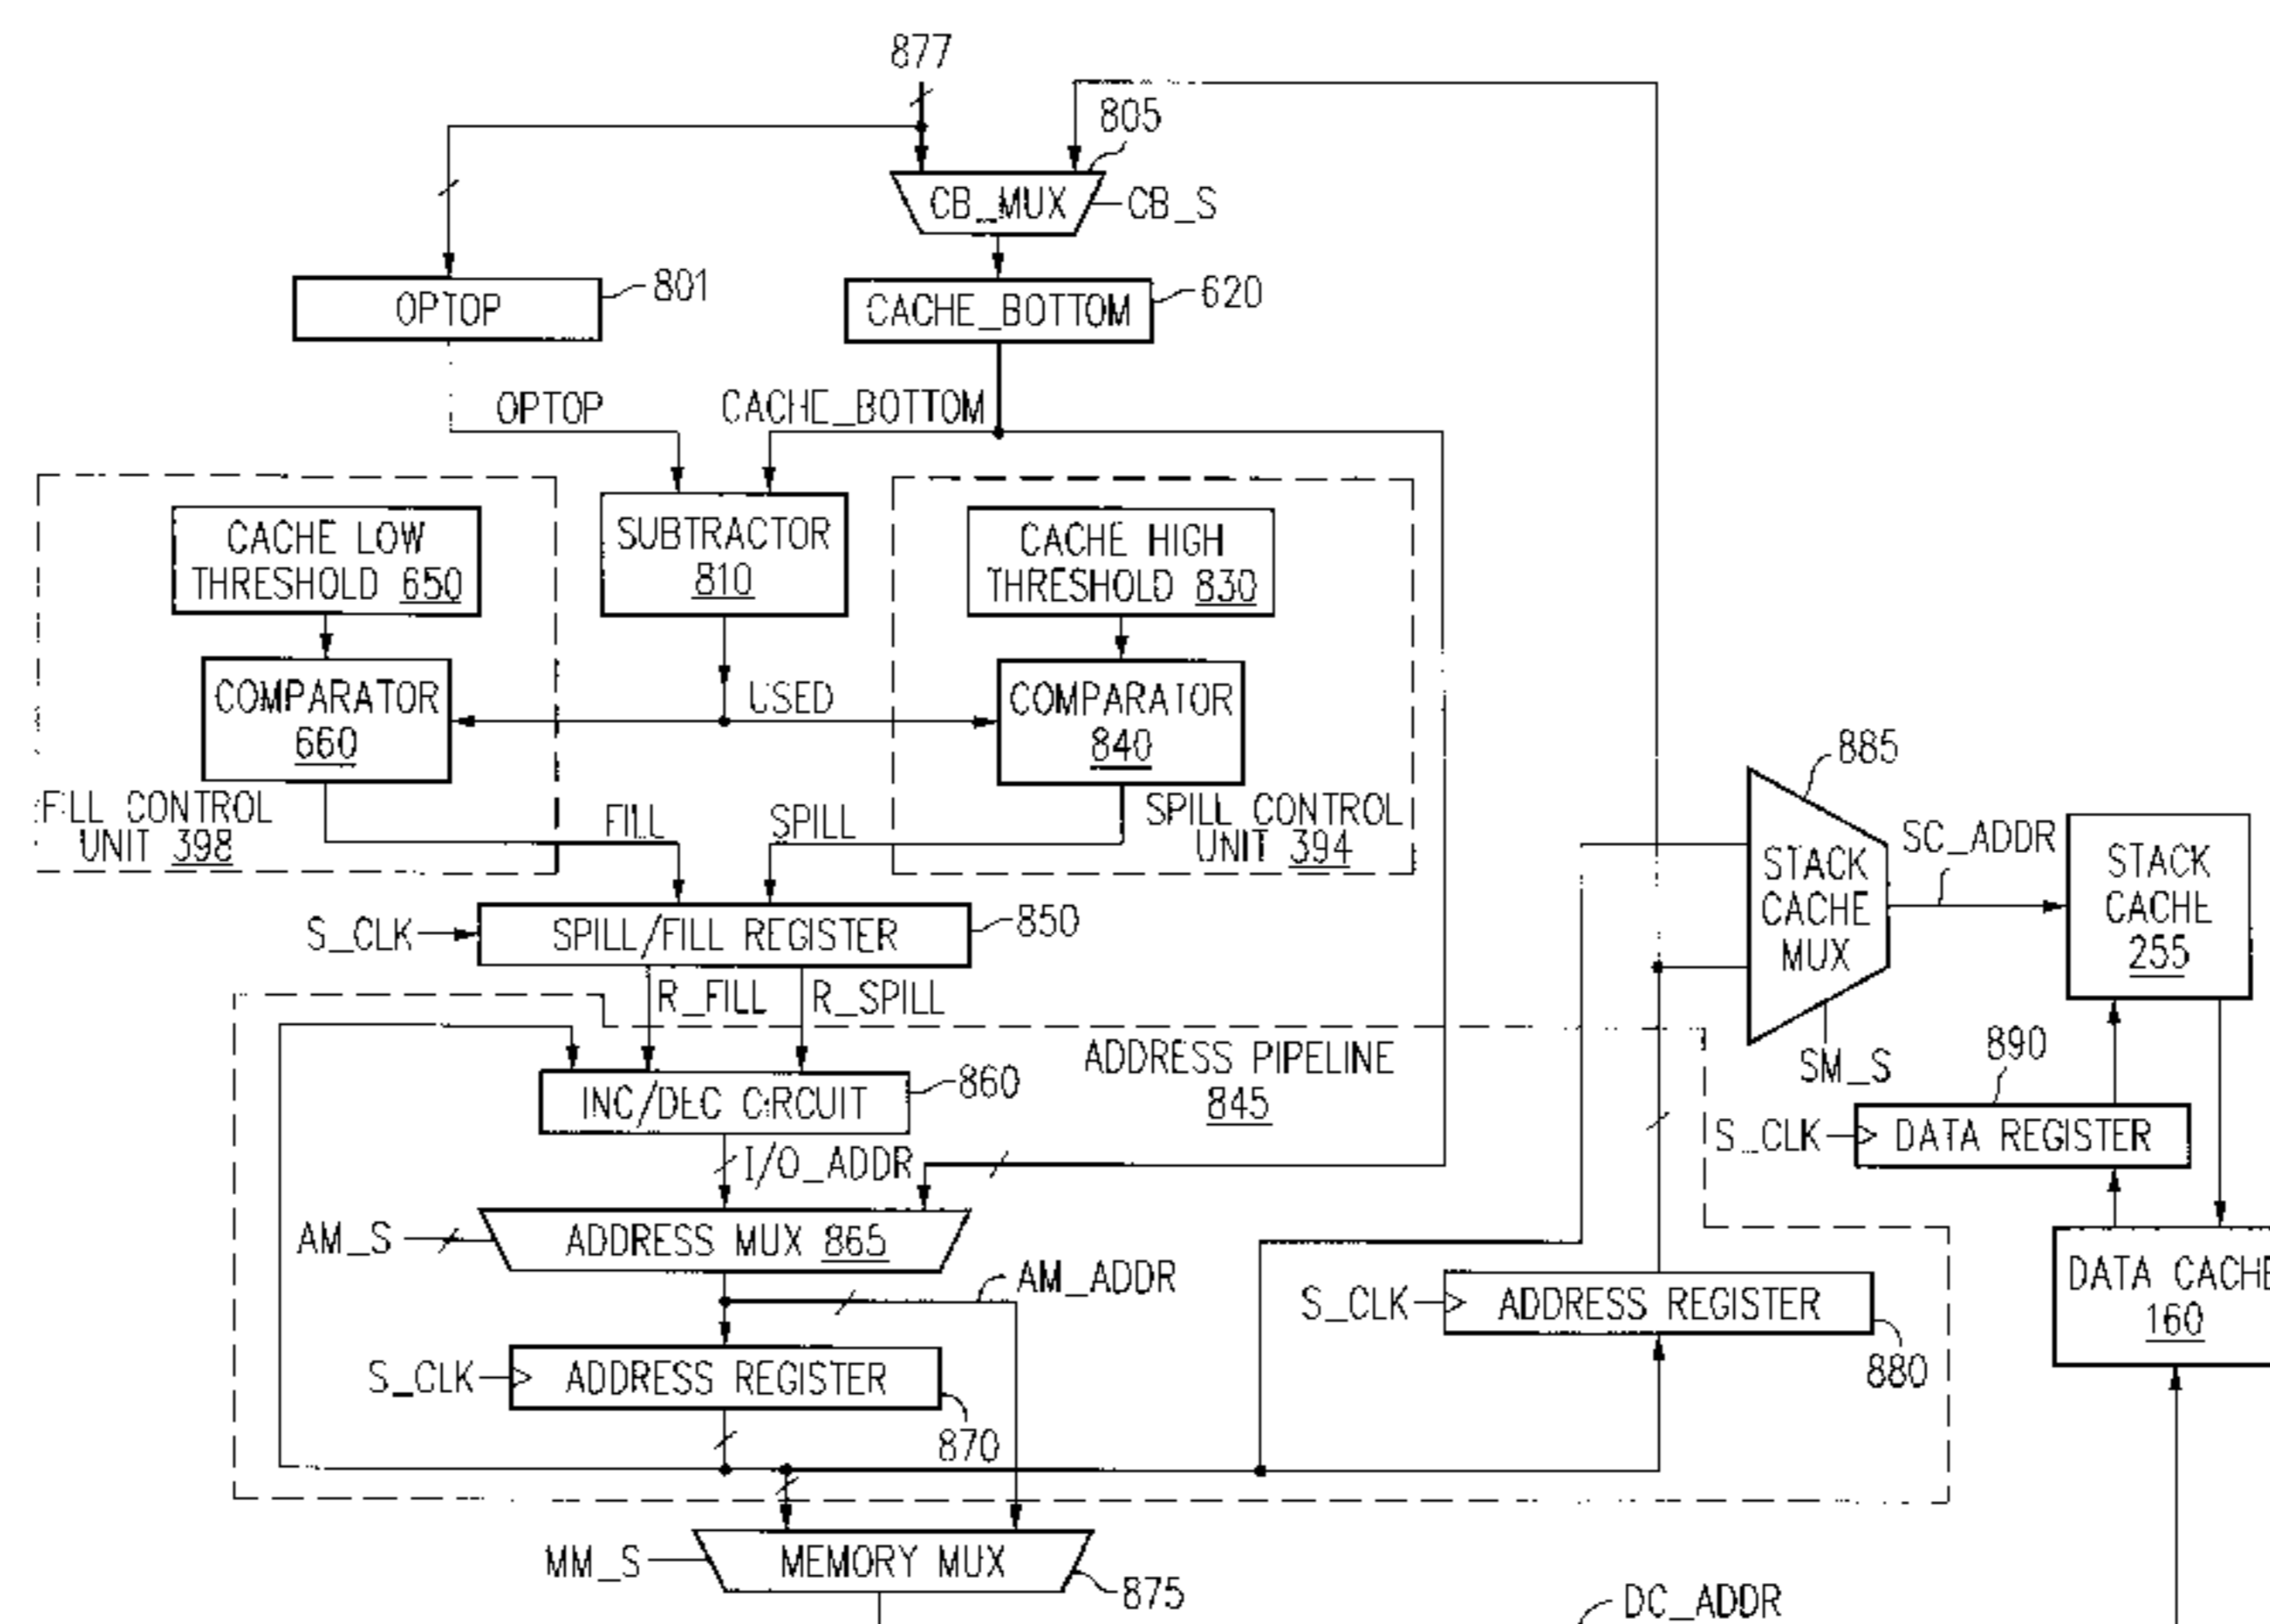 877
805
CB_MUX
CB_S
OPTOP
801
CACHE_BOTTOM
620
OPTOP
CACHE_BOTTOM
CACHE LOW
THRESHOLD 650
SUBTRACTOR
810
CACHE HIGH
THRESHOLD 830
COMPARATOR
660
USED
COMPARATOR
840
FILL CONTROL
UNIT 398
FILL
SPILL
SPILL CONTROL
UNIT 394
885
STACK
CACHE
MUX
SC_ADDR
STACK
CACHE
255
S_CLK
SPILL/FILL REGISTER
850
R_FILL
R_SPILL
SM_S
890
INC/DEC CIRCUIT
860
ADDRESS PIPELINE
845
S_CLK
DATA REGISTER
I/O_ADDR
AM_S
ADDRESS MUX 865
AM_ADDR
S_CLK
ADDRESS REGISTER
880
DATA CACHE
160
S_CLK
ADDRESS REGISTER
870
MM_S
MEMORY MUX
875
DC_ADDR